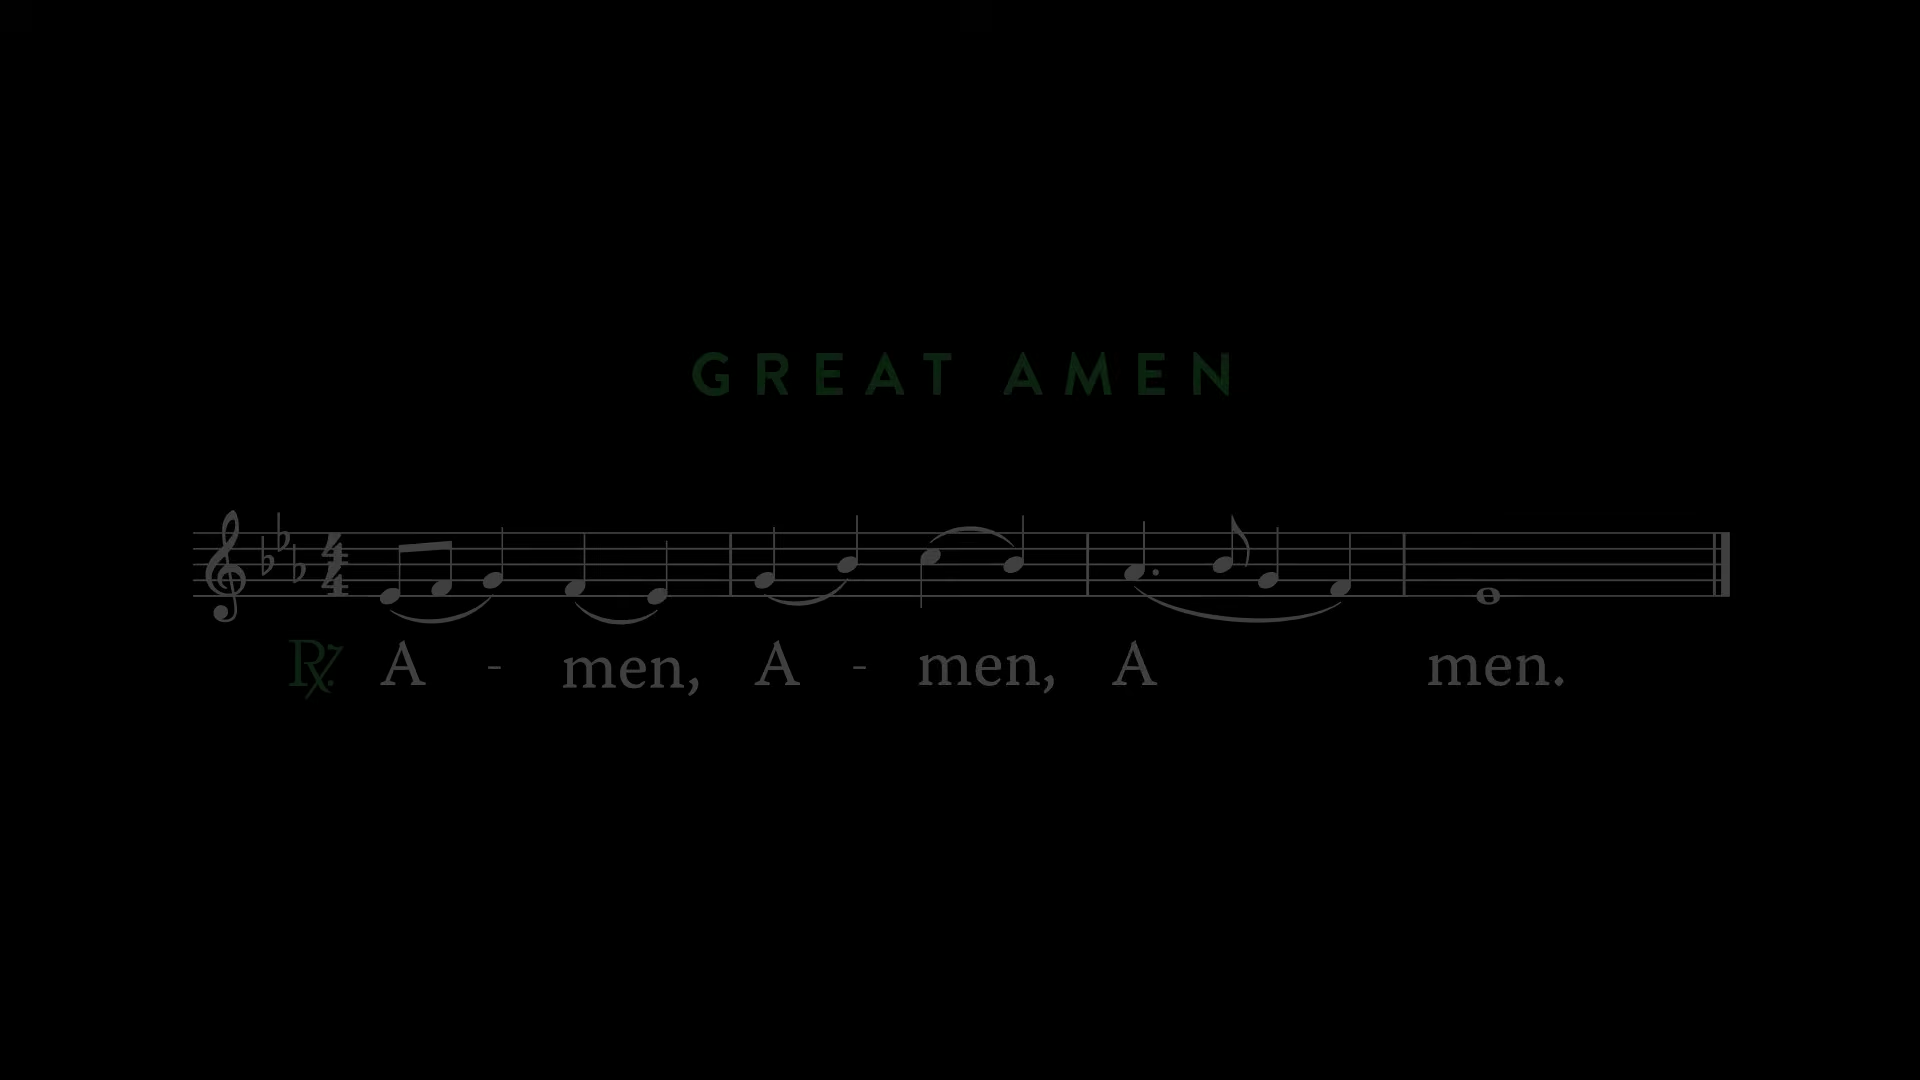 GREAT AMEN
℟. A - men, A - men, A men.